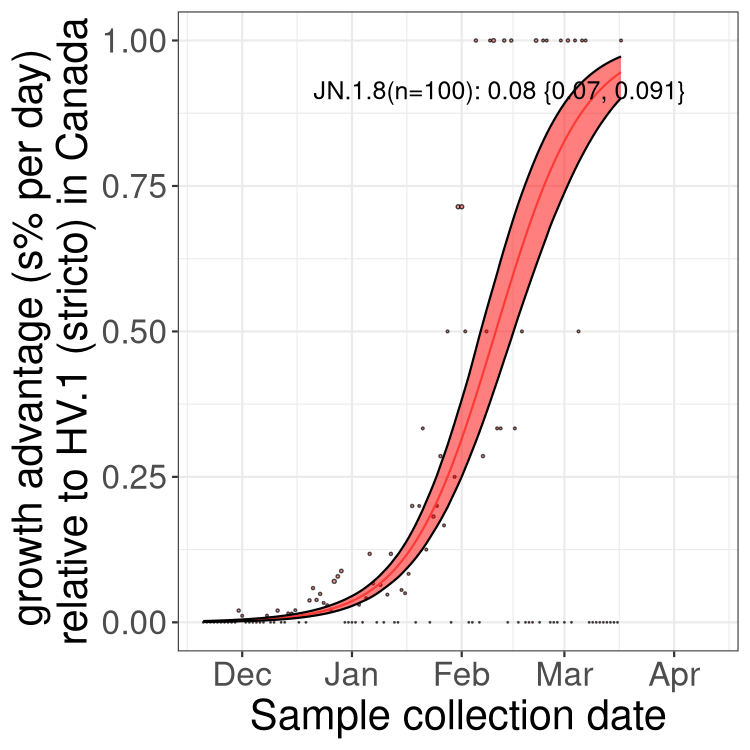 growth advantage (s% per day)
relative to HV.1 (stricto) in Canada
1.00
0.75
0.50
0.25
0.00
JN.1.8(n=100): 0.08 {0.07, 0.091}
Dec Jan Feb Mar Apr
Sample collection date